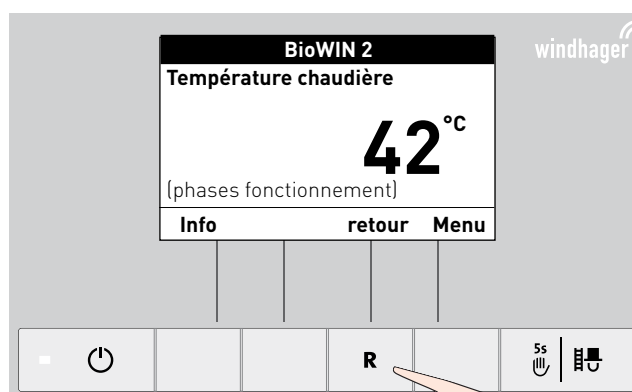 BioWIN 2
windhager
Température chaudière
42°C
(phases fonctionnement)
Info retour Menu
R
5s